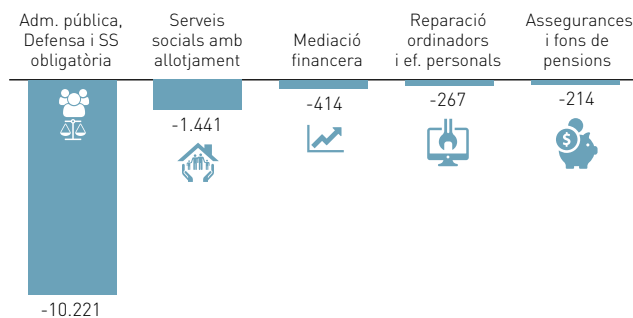 Adm. pública,
Defensa i SS
obligatòria
Serveis
socials amb
allotjament
Mediació
financera
Reparació
ordinadors
i ef. personals
Assegurances
i fons de
pensions
-10.221
-1.441
-414
-267
-214
$